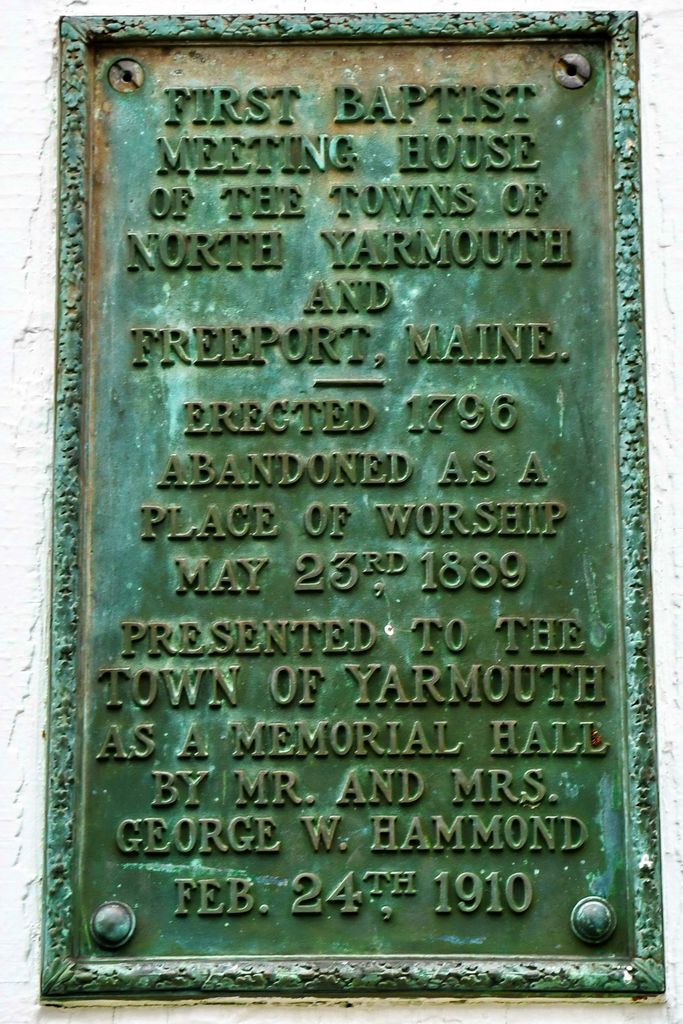 FIRST BAPTIST
MEETING HOUSE
OF THE TOWNS OF
NORTH YARMOUTH
AND
FREEPORT, MAINE.
ERECTED 1796
ABANDONED AS A
PLACE OF WORSHIP
MAY 23RD, 1889
PRESENTED TO THE
TOWN OF YARMOUTH
AS A MEMORIAL HALL
BY MR. AND MRS.
GEORGE W. HAMMOND
FEB. 24TH, 1910